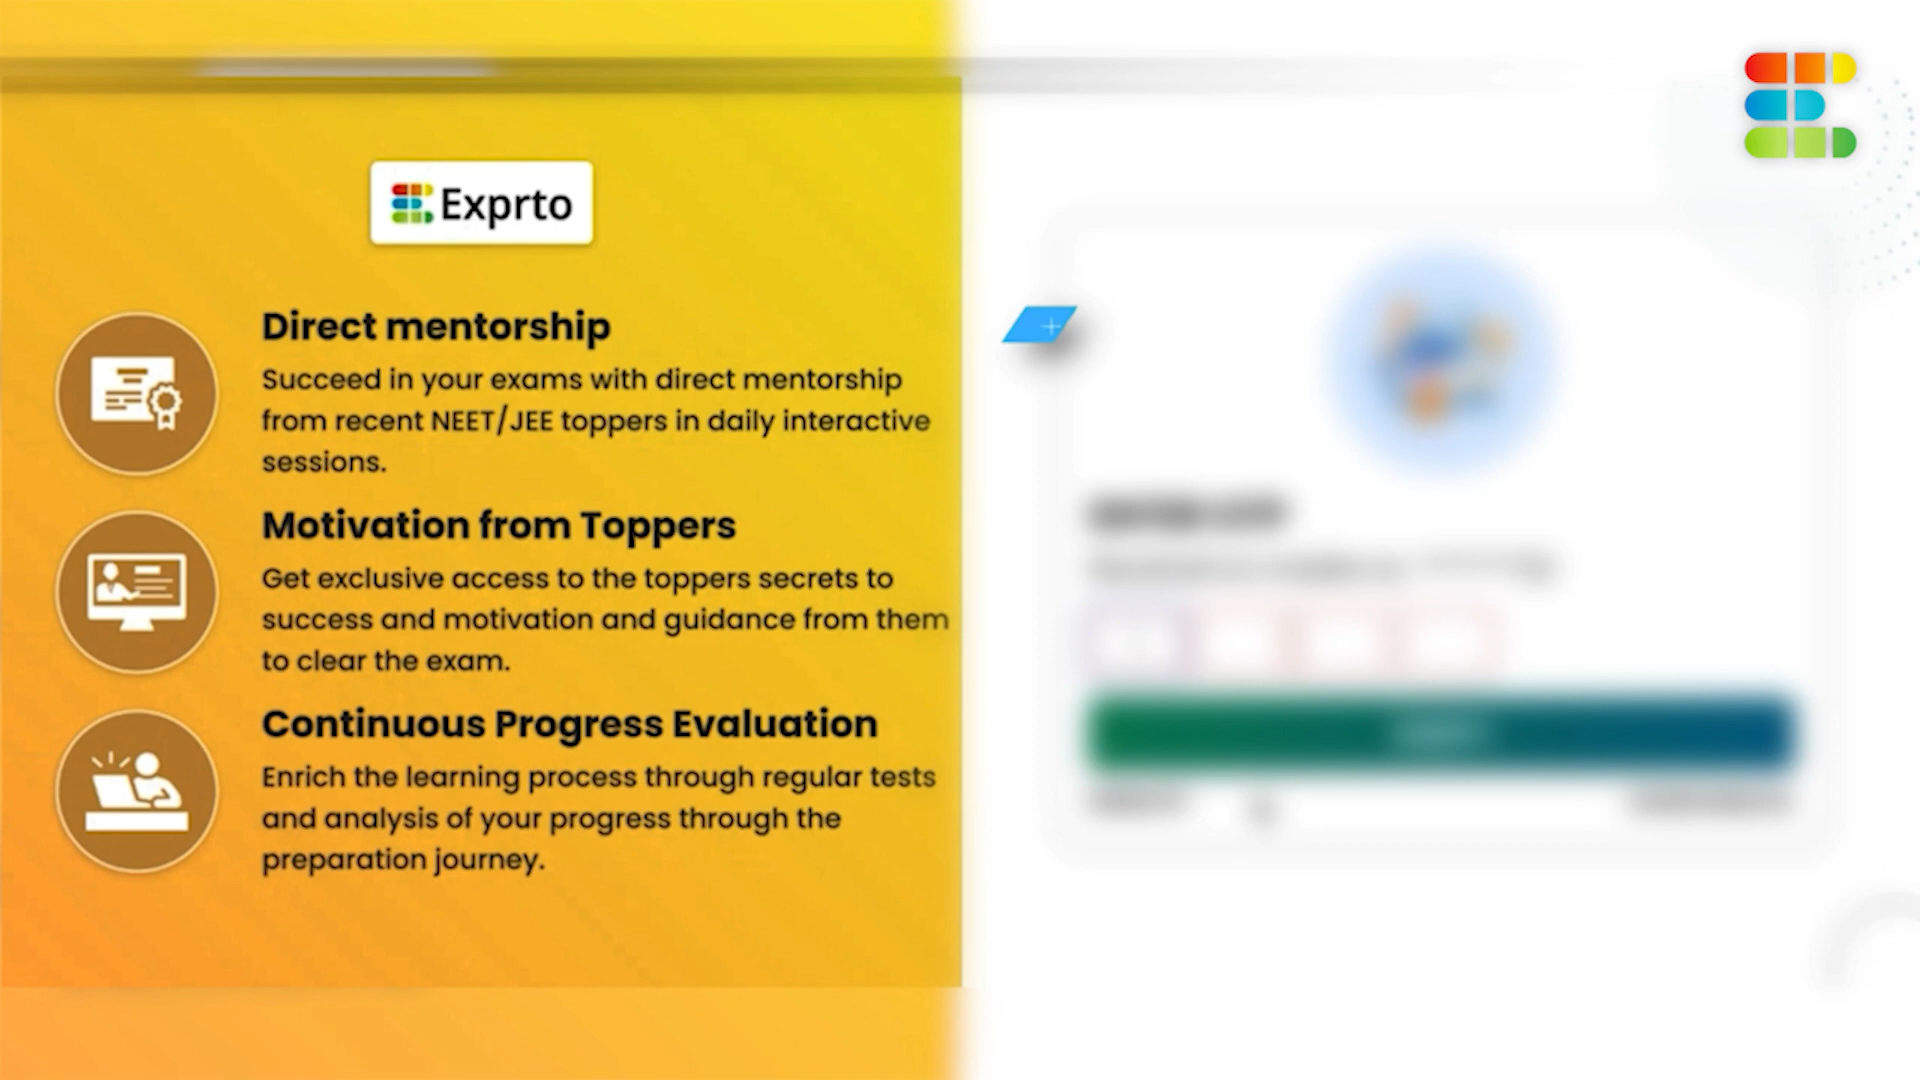 Exprto
Direct mentorship
Succeed in your exams with direct mentorship
from recent NEET/JEE toppers in daily interactive
sessions.
Motivation from Toppers
Get exclusive access to the toppers secrets to
success and motivation and guidance from them
to clear the exam.
Continuous Progress Evaluation
Enrich the learning process through regular tests
and analysis of your progress through the
preparation journey.